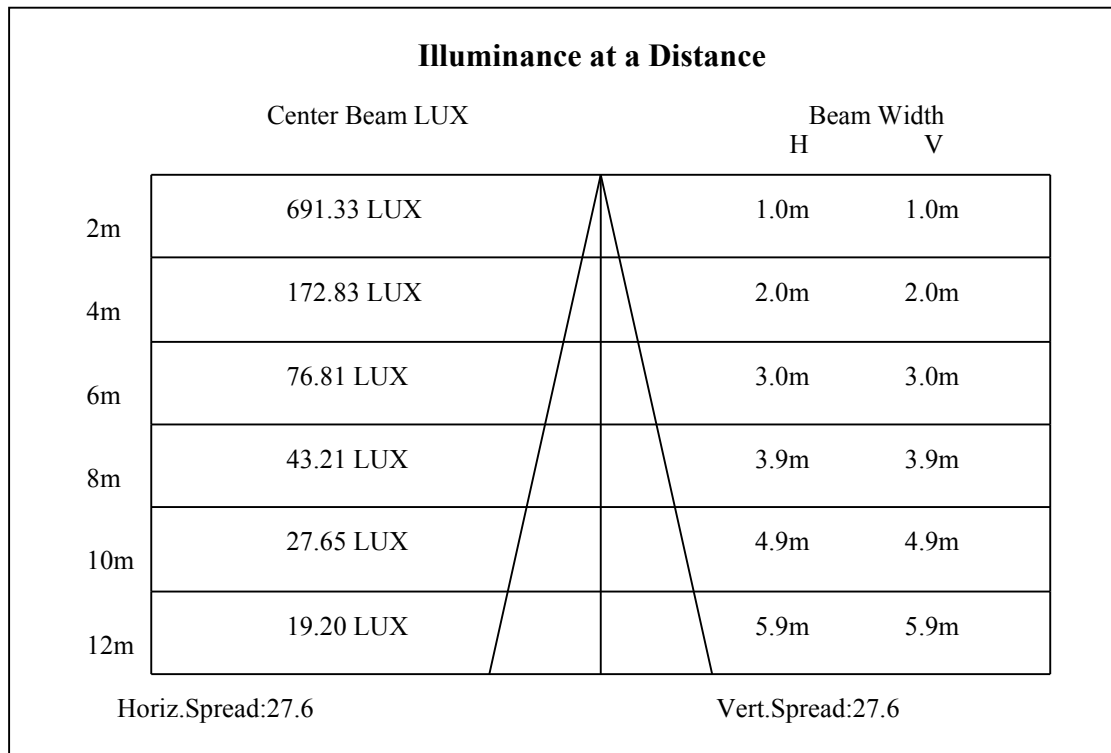 Illuminance at a Distance
Center Beam LUX Beam Width
H V
2m 691.33 LUX 1.0m 1.0m
4m 172.83 LUX 2.0m 2.0m
6m 76.81 LUX 3.0m 3.0m
8m 43.21 LUX 3.9m 3.9m
10m 27.65 LUX 4.9m 4.9m
12m 19.20 LUX 5.9m 5.9m
Horiz.Spread:27.6 Vert.Spread:27.6